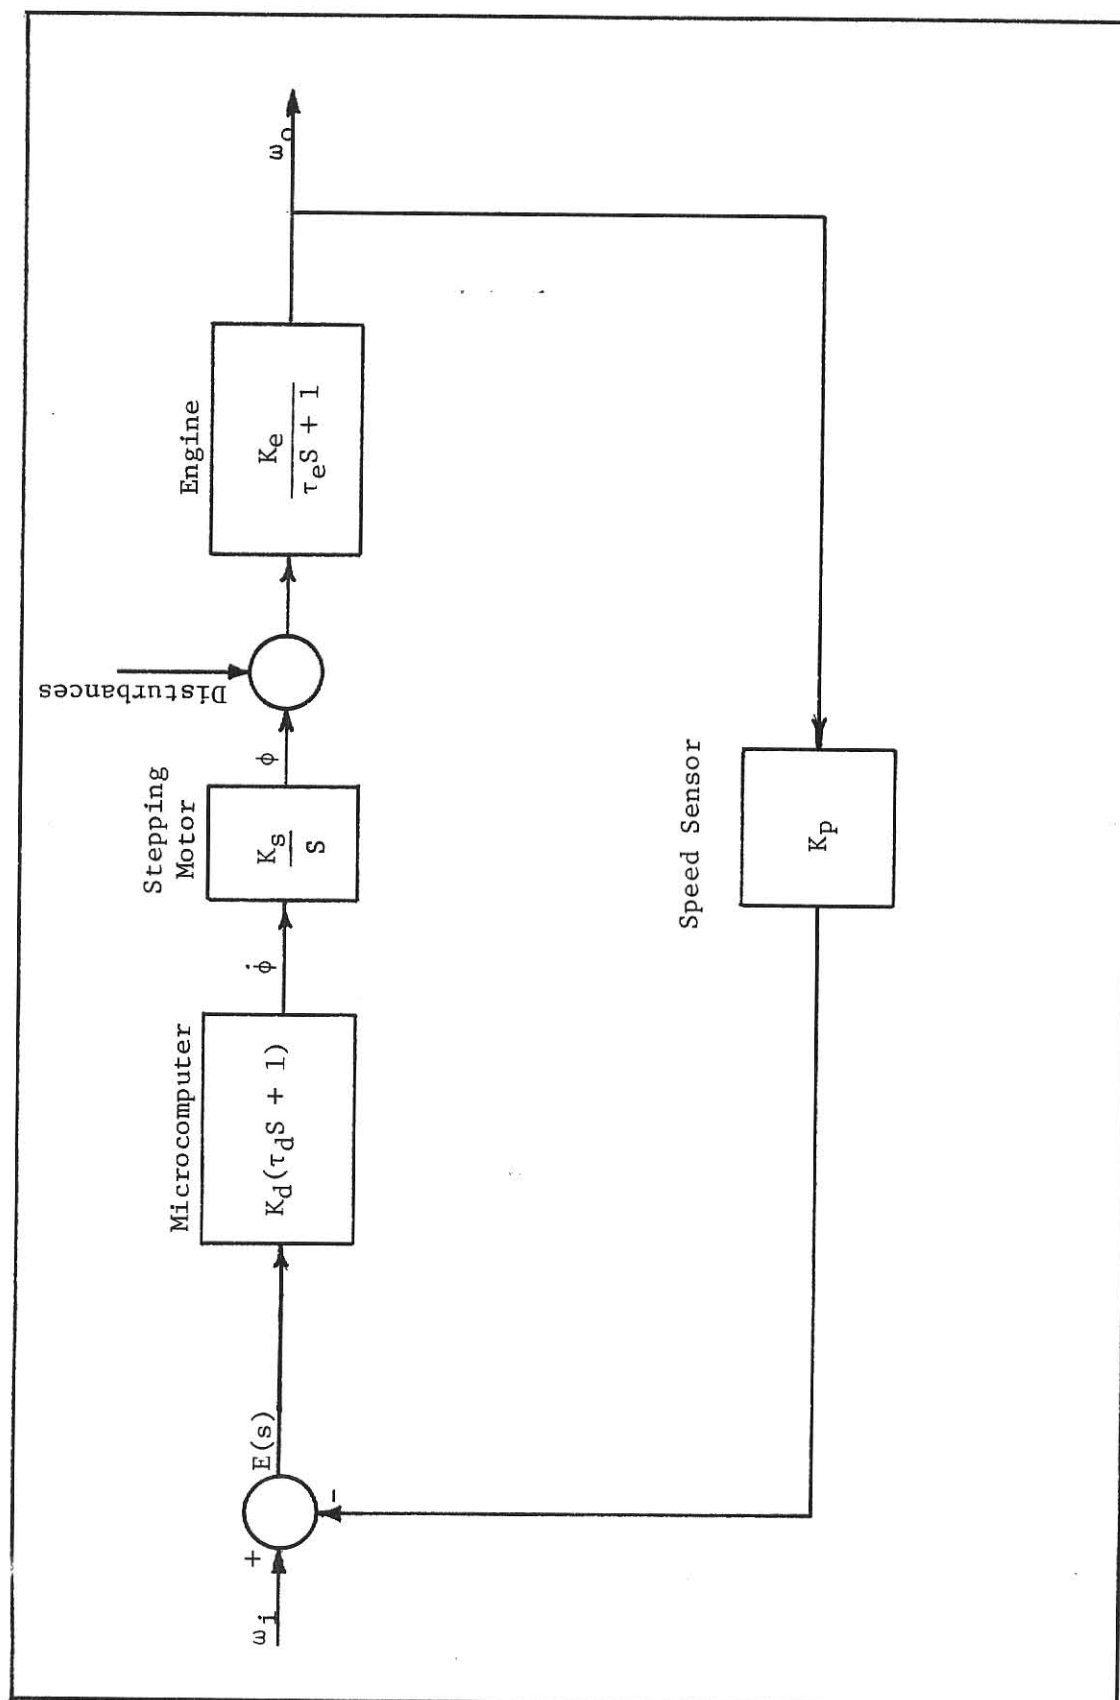 ωi
+
-
E(s)
Microcomputer
Kd(τdS + 1)
φ̇
Stepping
Motor
Ks
S
φ
Disturbances
Engine
Ke
τeS + 1
ωo
Speed Sensor
Kp